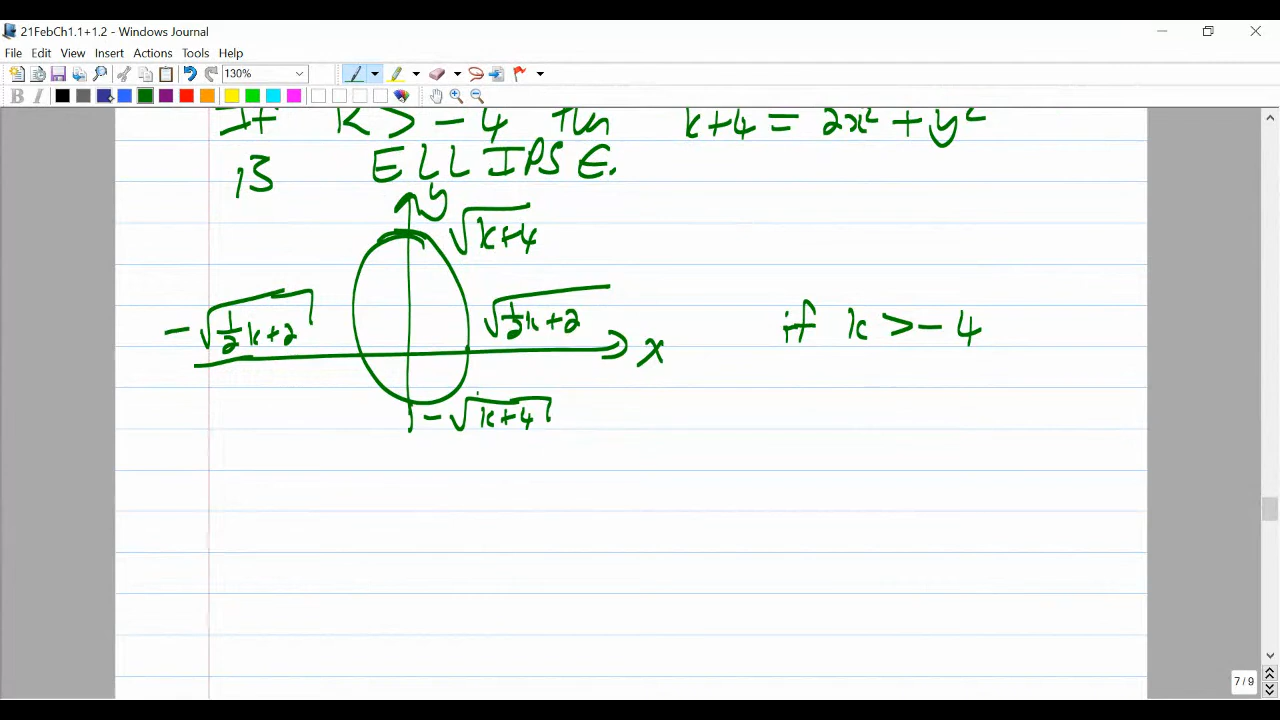 21FebCh1.1+1.2 - Windows Journal
File Edit View Insert Actions Tools Help
130%
B I
If k > -4 then k+4 = 2x² + y²
is ELLIPSE.
y
√k+4
-√½k+2 √½k+2 if k > -4
x
-√k+4
7 / 9